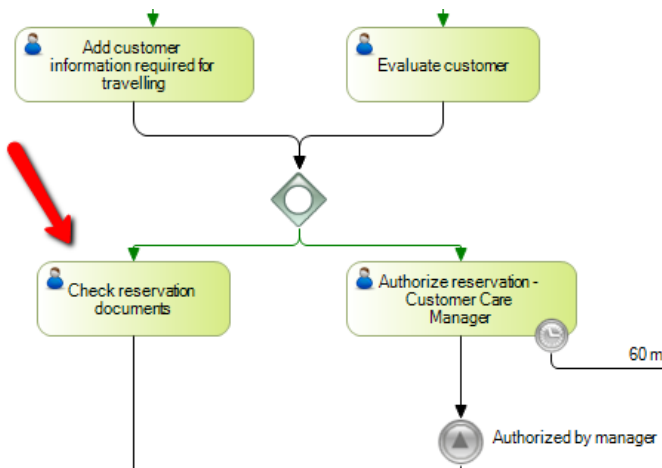 Add customer
information required for
travelling
Evaluate customer
Check reservation
documents
Authorize reservation -
Customer Care
Manager
60 m
Authorized by manager